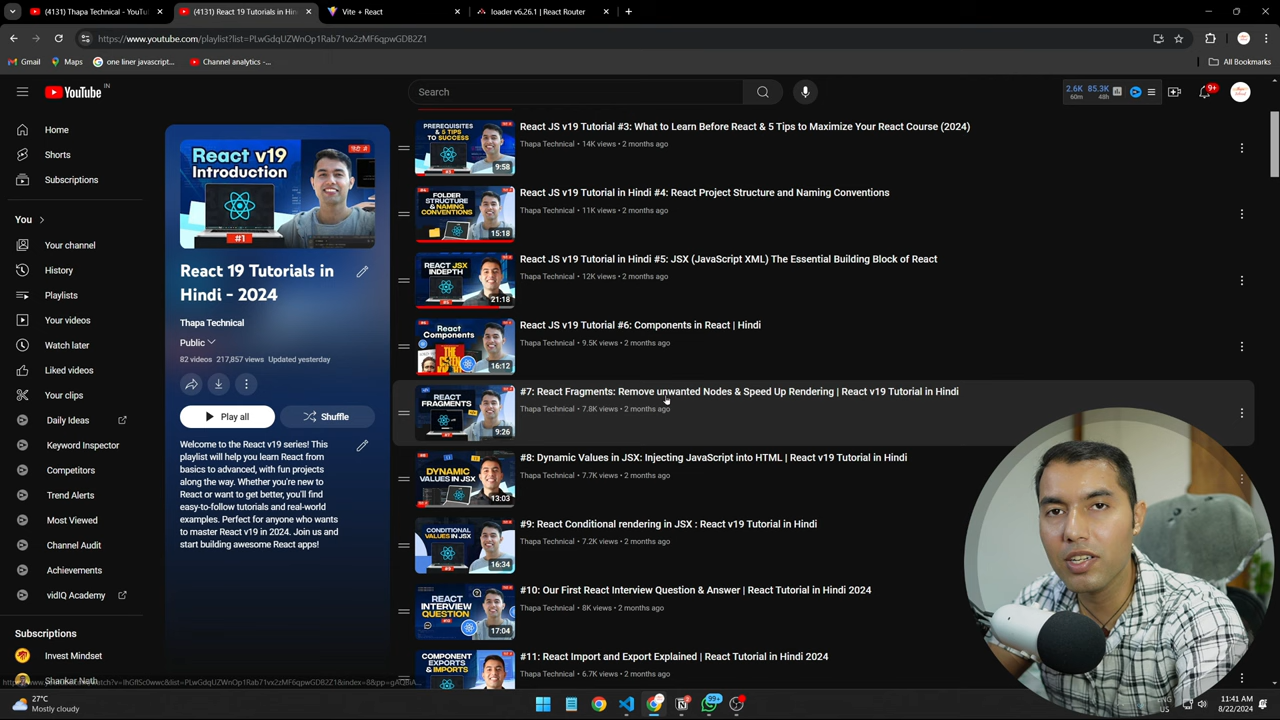 (4131) Thapa Technical - YouTu
(4131) React 19 Tutorials in Hin
Vite + React
loader v6.26.1 | React Router
https://www.youtube.com/playlist?list=PLwGdqUZWnOp1Rab71vx2zMF6qpwGDB2Z1
Gmail
Maps
one liner javascript...
Channel analytics -...
All Bookmarks
YouTube IN
Search
2.6K 85.3K
60m 48h
9+
Home
Shorts
Subscriptions
You
Your channel
History
Playlists
Your videos
Watch later
Liked videos
Your clips
Daily Ideas
Keyword Inspector
Competitors
Trend Alerts
Most Viewed
Channel Audit
Achievements
vidIQ Academy
Subscriptions
Invest Mindset
Shankar Nath
React v19
Introduction
#1
React 19 Tutorials in
Hindi - 2024
Thapa Technical
Public
82 videos 217,857 views Updated yesterday
Play all
Shuffle
Welcome to the React v19 series! This
playlist will help you learn React from
basics to advanced, with fun projects
along the way. Whether you're new to
React or want to get better, you'll find
easy-to-follow tutorials and real-world
examples. Perfect for anyone who wants
to master React v19 in 2024. Join us and
start building awesome React apps!
PREREQUISITES
& 5 TIPS
TO SUCCESS
9:58
React JS v19 Tutorial #3: What to Learn Before React & 5 Tips to Maximize Your React Course (2024)
Thapa Technical • 14K views • 2 months ago
FOLDER
STRUCTURE
& NAMING
CONVENTIONS
15:18
React JS v19 Tutorial in Hindi #4: React Project Structure and Naming Conventions
Thapa Technical • 11K views • 2 months ago
REACT JSX
INDEPTH
21:18
React JS v19 Tutorial in Hindi #5: JSX (JavaScript XML) The Essential Building Block of React
Thapa Technical • 12K views • 2 months ago
React
Components
16:12
React JS v19 Tutorial #6: Components in React | Hindi
Thapa Technical • 9.5K views • 2 months ago
REACT
FRAGMENTS
9:26
#7: React Fragments: Remove unwanted Nodes & Speed Up Rendering | React v19 Tutorial in Hindi
Thapa Technical • 7.8K views • 2 months ago
DYNAMIC
VALUES IN JSX
13:03
#8: Dynamic Values in JSX: Injecting JavaScript into HTML | React v19 Tutorial in Hindi
Thapa Technical • 7.7K views • 2 months ago
CONDITIONAL
VALUES IN JSX
16:34
#9: React Conditional rendering in JSX : React v19 Tutorial in Hindi
Thapa Technical • 7.2K views • 2 months ago
REACT
INTERVIEW
QUESTION
17:04
#10: Our First React Interview Question & Answer | React Tutorial in Hindi 2024
Thapa Technical • 8K views • 2 months ago
COMPONENT
EXPORTS
& IMPORTS
#11: React Import and Export Explained | React Tutorial in Hindi 2024
Thapa Technical • 6.7K views • 2 months ago
27°C
Mostly cloudy
99+
ENG
US
11:41 AM
8/22/2024